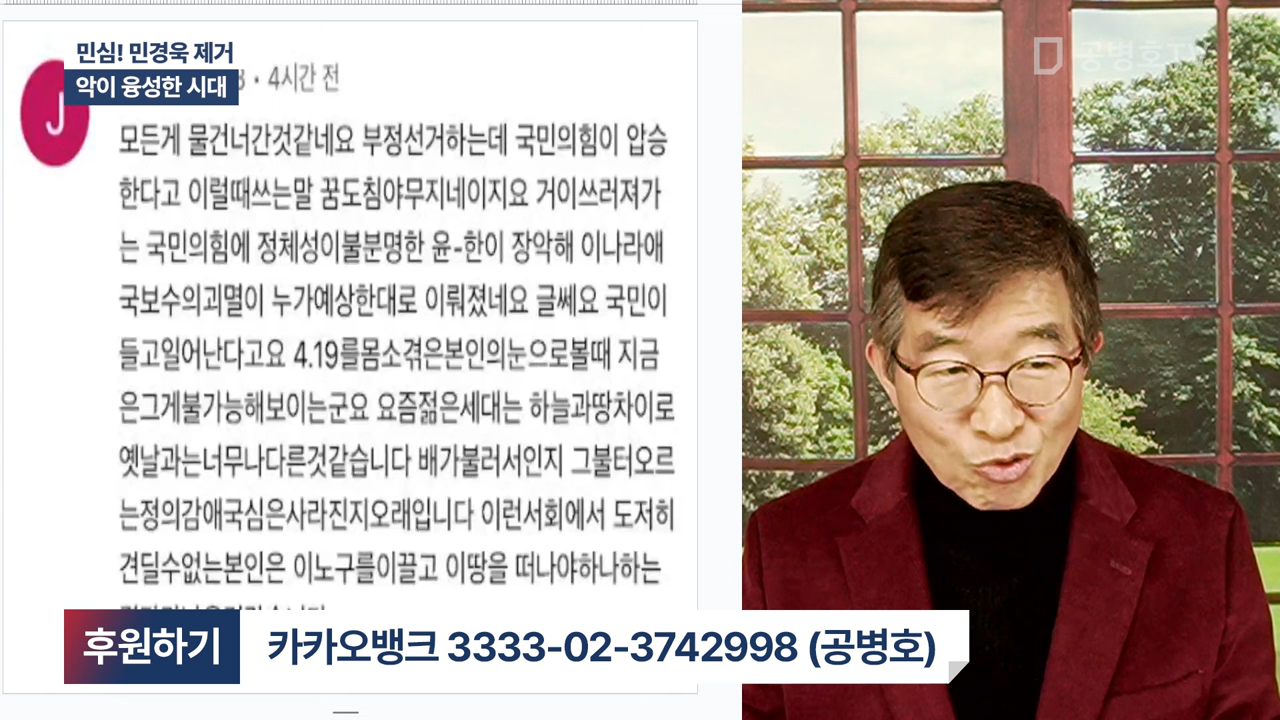 민심! 민경욱 제거
악이 융성한 시대
· 4시간 전
J
모든게 물건너간것같네요 부정선거하는데 국민의힘이 압승
한다고 이럴때쓰는말 꿈도침야무지네이지요 거이쓰러져가
는 국민의힘에 정체성이불분명한 윤-한이 장악해 이나라애
국보수의괴멸이 누가예상한대로 이뤄졌네요 글쎄요 국민이
들고일어난다고요 4.19를몸소겪은본인의눈으로볼때 지금
은그게불가능해보이는군요 요즘젊은세대는 하늘과땅차이로
옛날과는너무나다른것같습니다 배가불러서인지 그불터오르
는정의감애국심은사라진지오래입니다 이런서회에서 도저히
견딜수없는본인은 이노구를이끌고 이땅을 떠나야하나하는
후원하기
카카오뱅크 3333-02-3742998 (공병호)
공병호TV